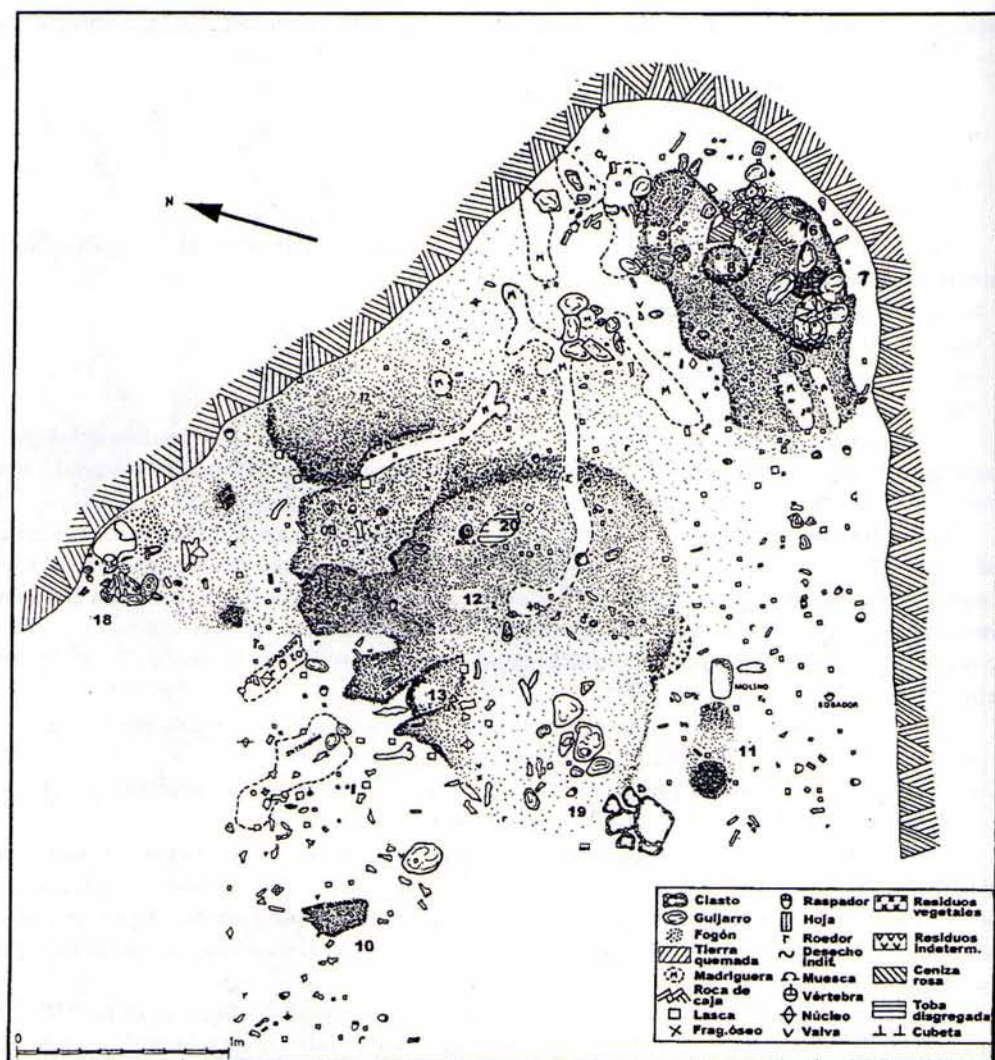 N
9
16
8
7
M
20
12
18
13
MOLINO
SOBADOR
11
19
10
Clasto
Guijarro
Fogón
Tierra
quemada
Madriguera
Roca de
caja
Lasca
Frag.óseo
Raspador
Hoja
Roedor
Desecho
indif.
Muesca
Vértebra
Núcleo
Valva
Residuos
vegetales
Residuos
indeterm.
Ceniza
rosa
Toba
disgregada
Cubeta
0
1m